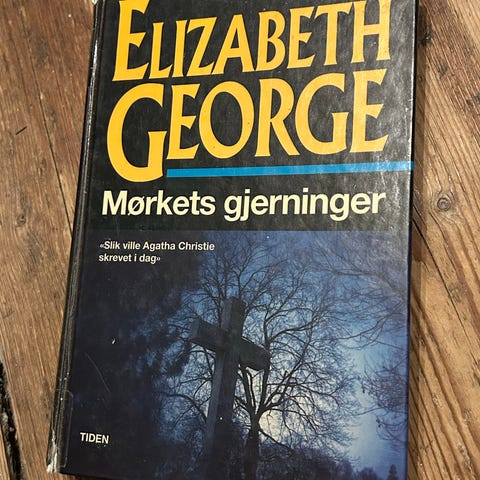 ELIZABETH
GEORGE
Mørkets gjerninger
«Slik ville Agatha Christie
skrevet i dag»
TIDEN